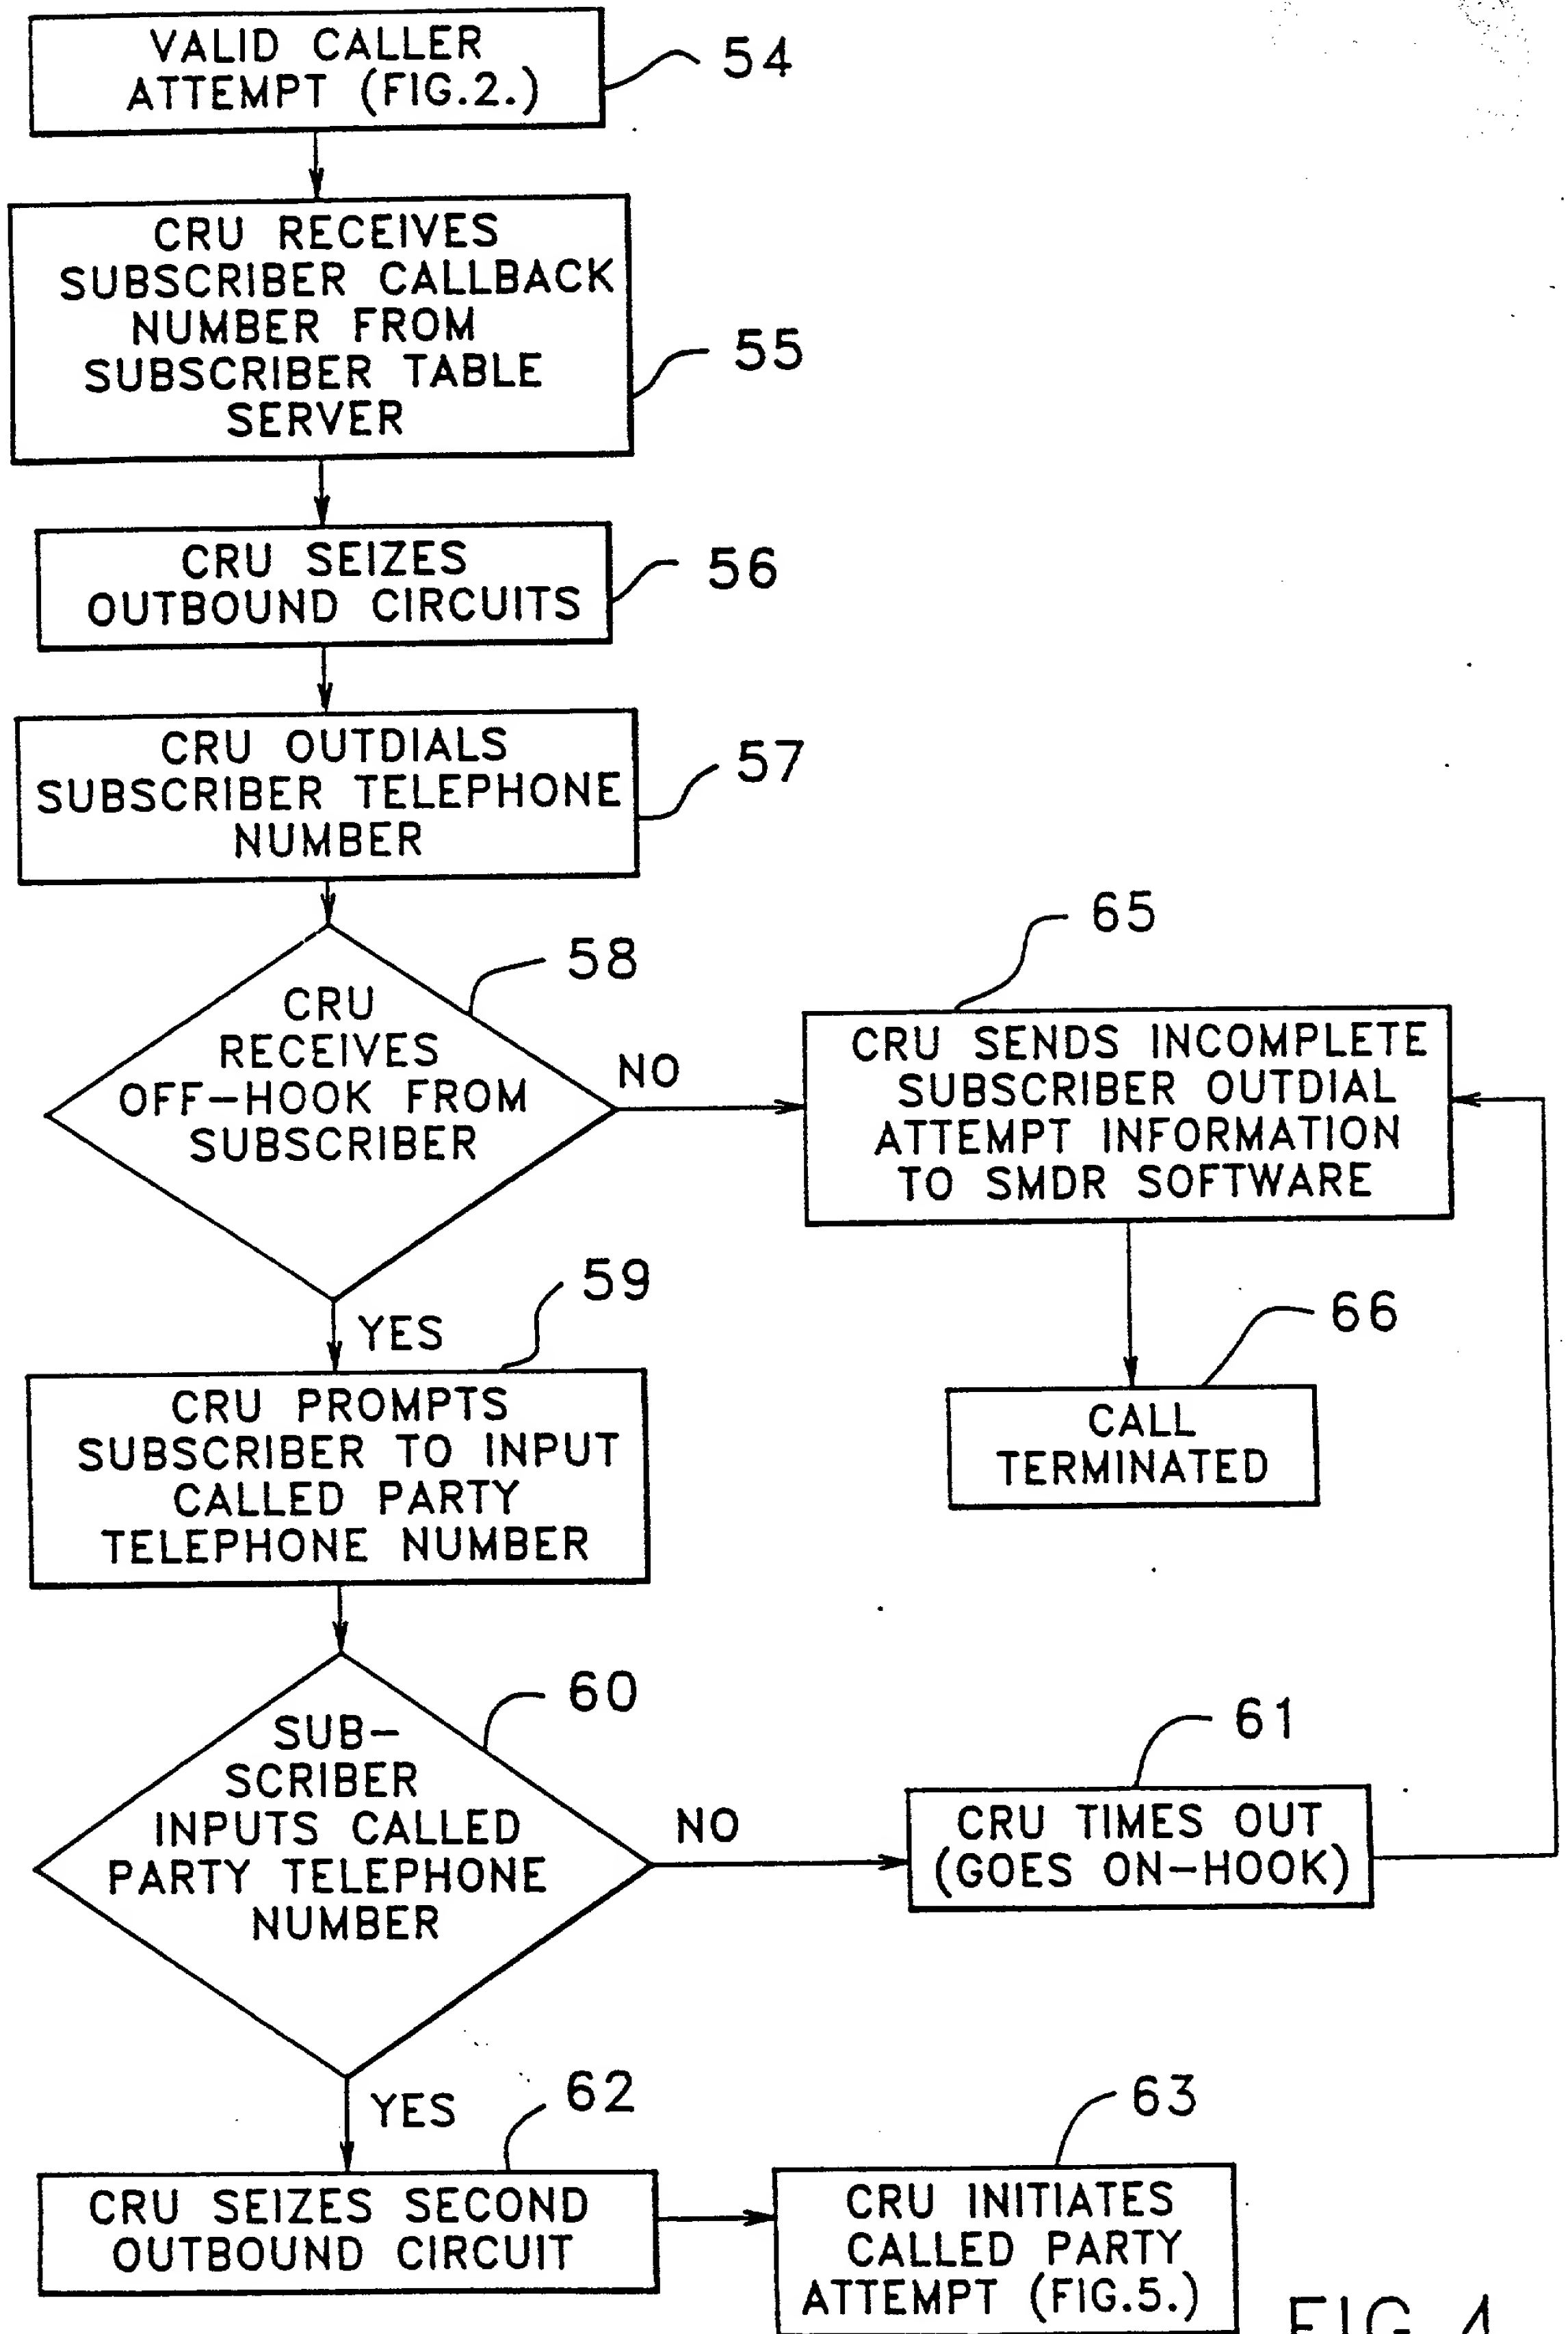 VALID CALLER
ATTEMPT (FIG.2.)
54
CRU RECEIVES
SUBSCRIBER CALLBACK
NUMBER FROM
SUBSCRIBER TABLE
SERVER
55
CRU SEIZES
OUTBOUND CIRCUITS
56
CRU OUTDIALS
SUBSCRIBER TELEPHONE
NUMBER
57
CRU
RECEIVES
OFF-HOOK FROM
SUBSCRIBER
58
NO
YES
65
CRU SENDS INCOMPLETE
SUBSCRIBER OUTDIAL
ATTEMPT INFORMATION
TO SMDR SOFTWARE
66
CALL
TERMINATED
59
CRU PROMPTS
SUBSCRIBER TO INPUT
CALLED PARTY
TELEPHONE NUMBER
60
SUB-
SCRIBER
INPUTS CALLED
PARTY TELEPHONE
NUMBER
NO
YES
61
CRU TIMES OUT
(GOES ON-HOOK)
62
CRU SEIZES SECOND
OUTBOUND CIRCUIT
63
CRU INITIATES
CALLED PARTY
ATTEMPT (FIG.5.)
FIG. 4